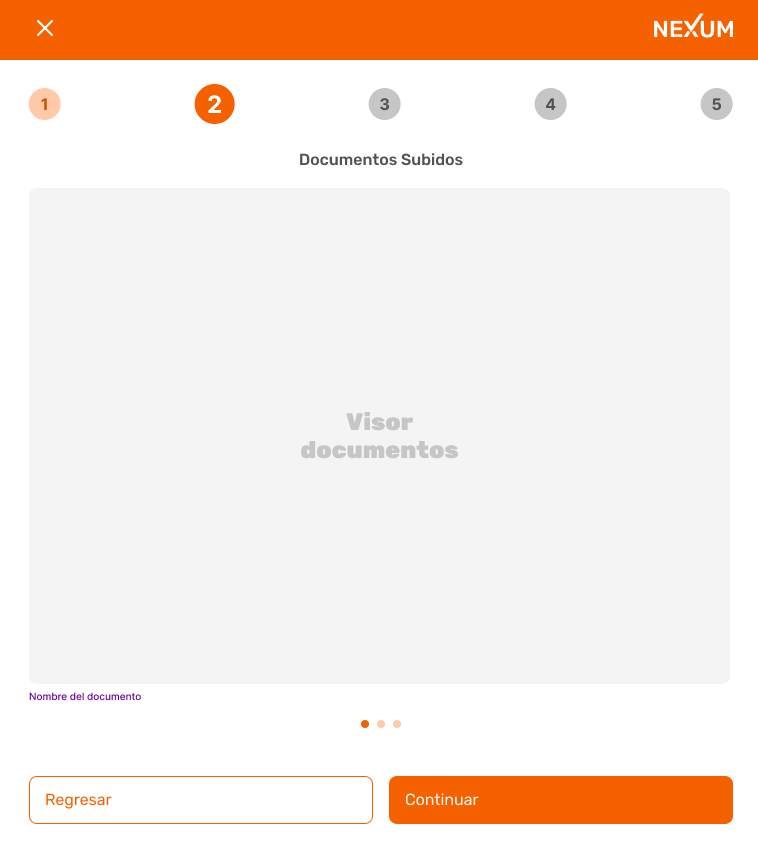 NEXUM
1
2
3
4
5
Documentos Subidos
Visor
documentos
Nombre del documento
Regresar
Continuar